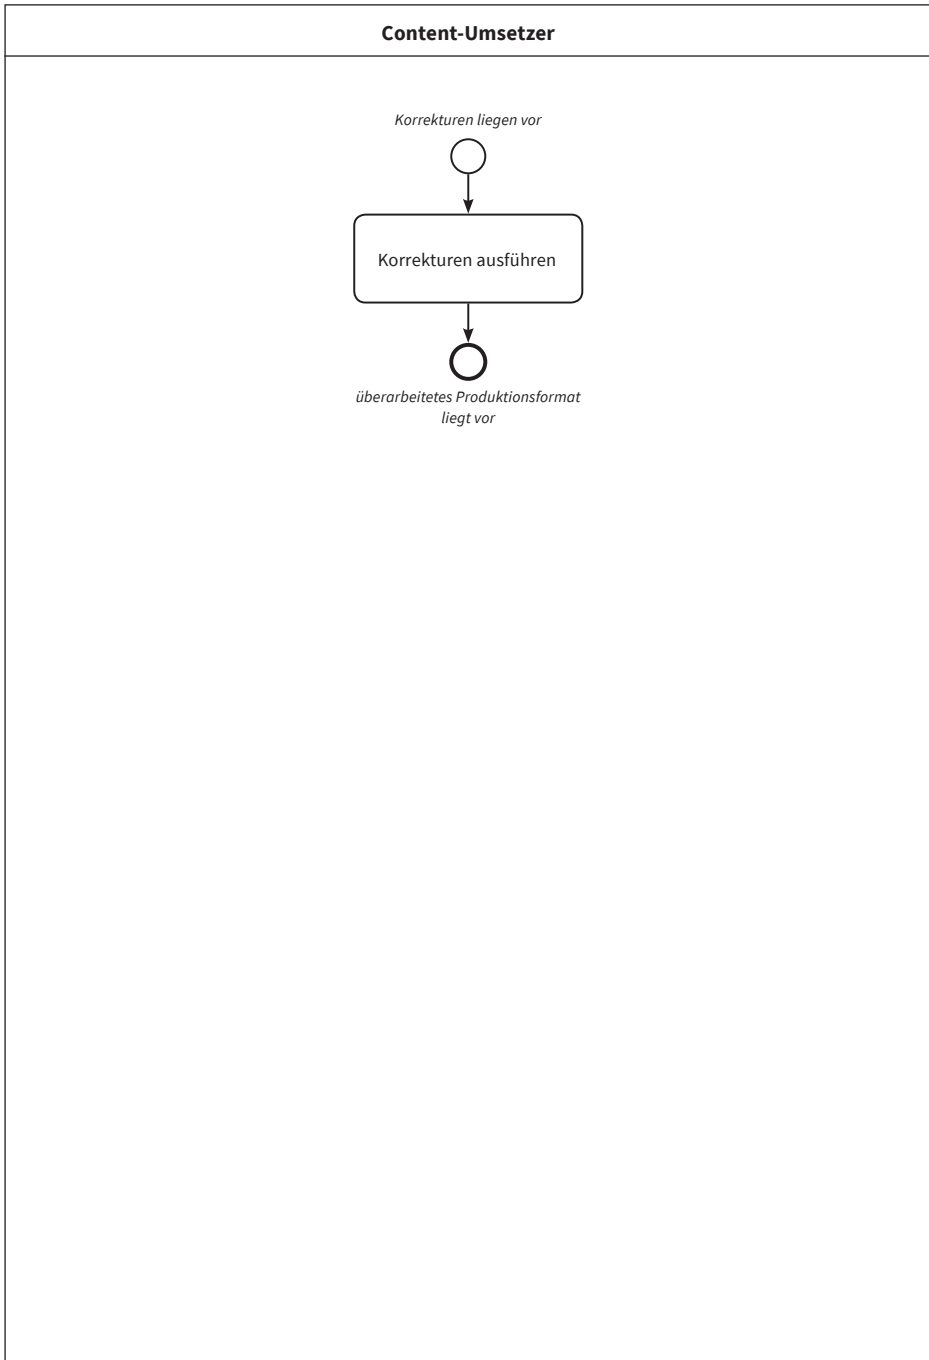 Content-Umsetzer
Korrekturen liegen vor
Korrekturen ausführen
überarbeitetes Produktionsformat
liegt vor